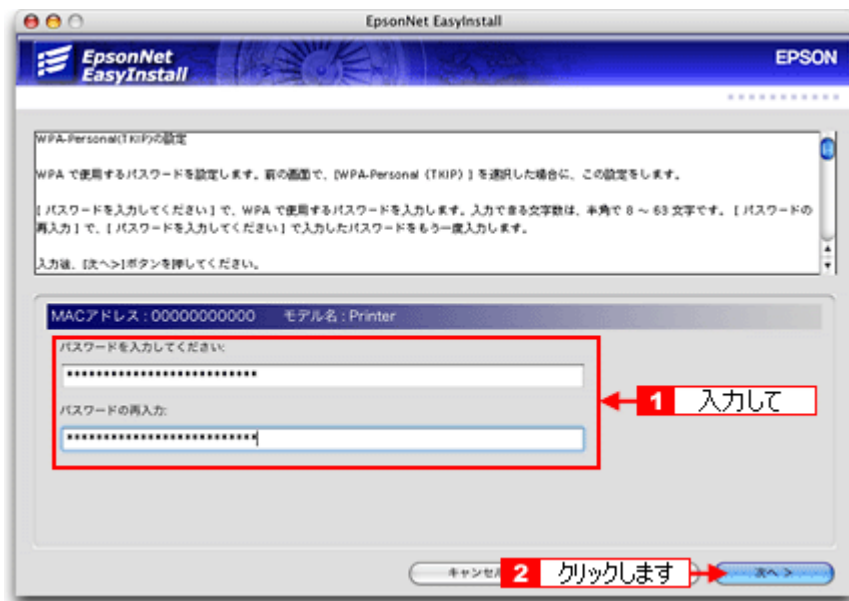 EpsonNet EasyInstall
EpsonNet
EasyInstall
EPSON
WPA-Personal(TKIP)の設定
WPA で使用するパスワードを設定します。前の画面で、[WPA-Personal (TKIP) ] を選択した場合に、この設定をします。
[ パスワードを入力してください ] で、WPA で使用するパスワードを入力します。入力できる文字数は、半角で 8 ～ 63 文字です。 [ パスワードの
再入力 ] で、[ パスワードを入力してください ] で入力したパスワードをもう一度入力します。
入力後、[次へ>]ボタンを押してください。
MACアドレス : 00000000000 モデル名 : Printer
パスワードを入力してください:
**************************
パスワードの再入力:
**************************
1 入力して
キャンセル
2 クリックします
次へ >